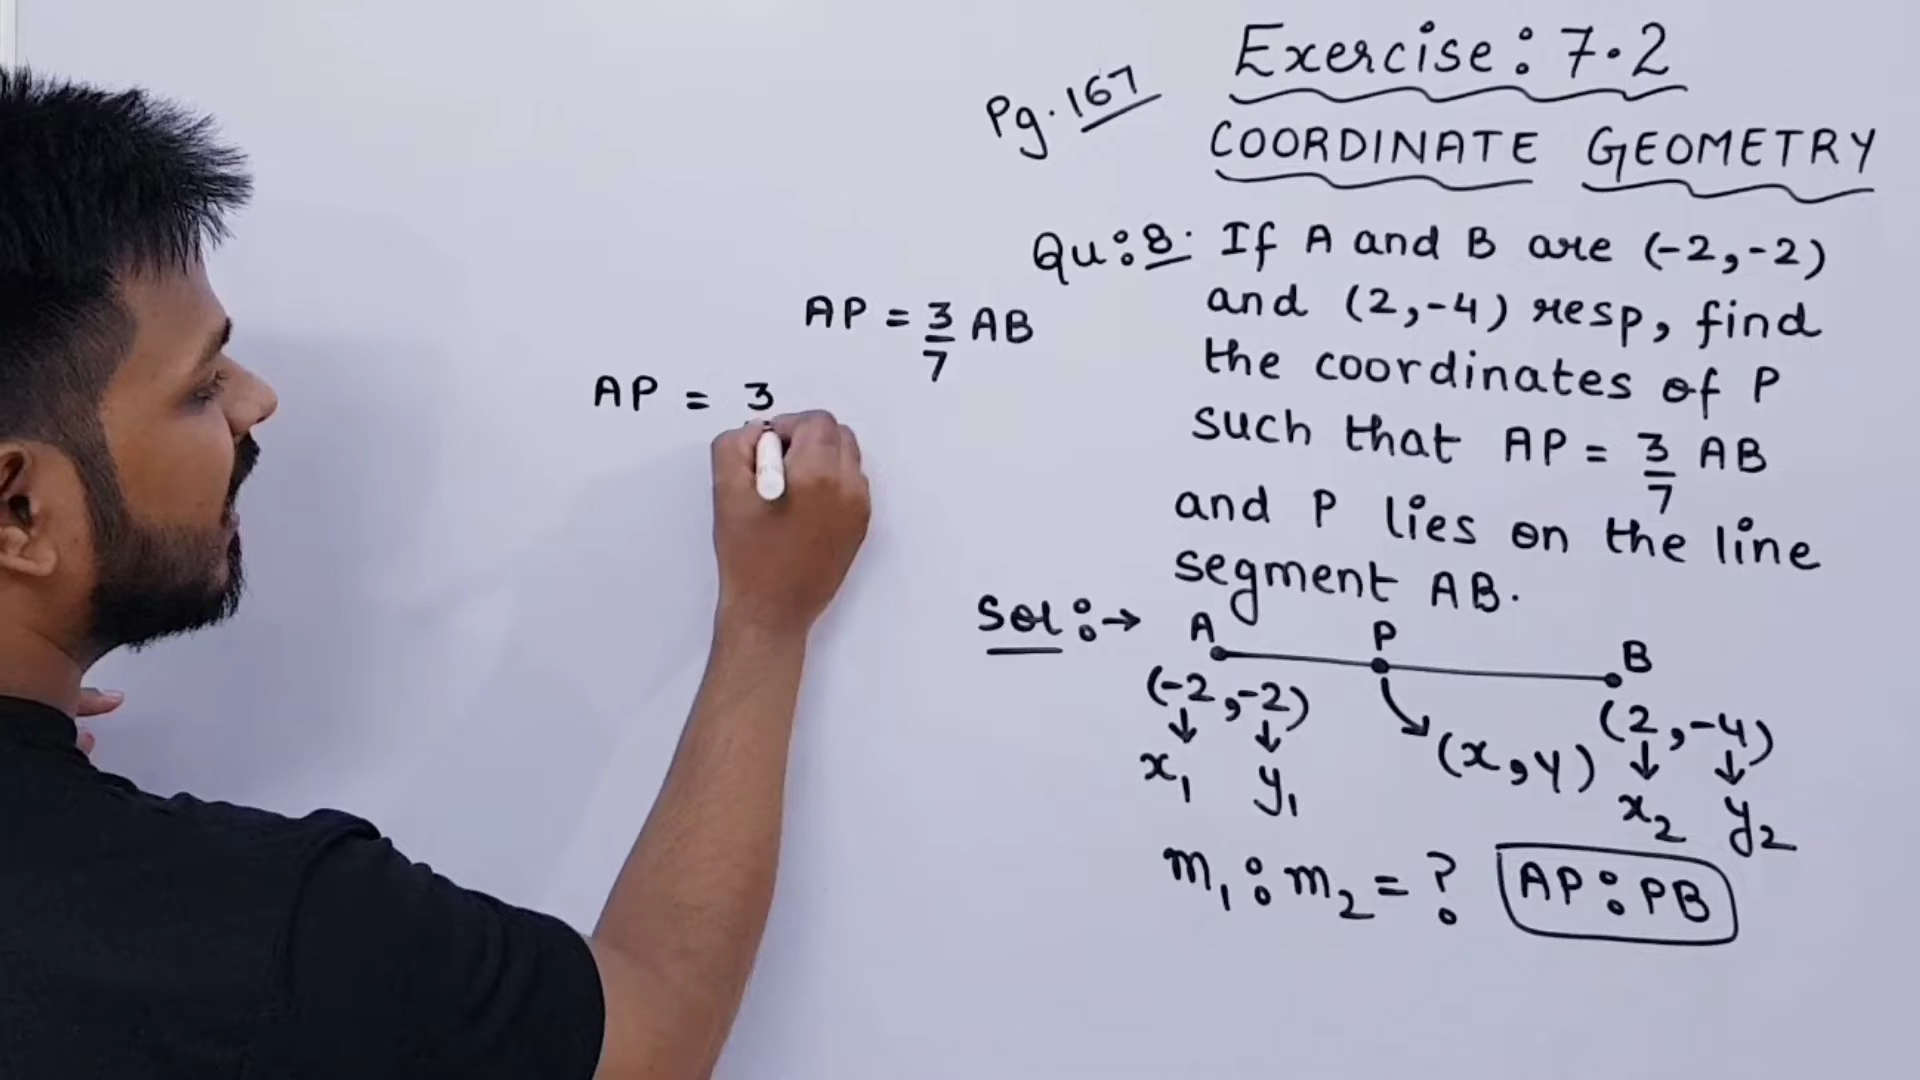 Exercise: 7.2
Pg. 167
COORDINATE GEOMETRY
Qu: 8. If A and B are (-2,-2)
and (2,-4) resp, find
the coordinates of P
such that AP = 3/7 AB
and P lies on the line
segment AB.
AP = 3/7 AB
AP = 3
Sol:→
A P B
(-2,-2) (x,y) (2,-4)
x₁ y₁ x₂ y₂
m₁:m₂ = ? AP:PB